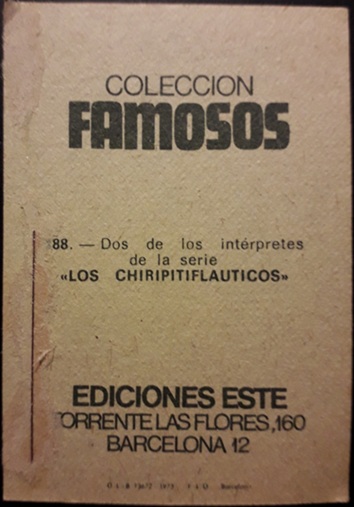 COLECCION
FAMOSOS
88. — Dos de los intérpretes
de la serie
«LOS CHIRIPITIFLAUTICOS»
EDICIONES ESTE
TORRENTE LAS FLORES, 160
BARCELONA 12